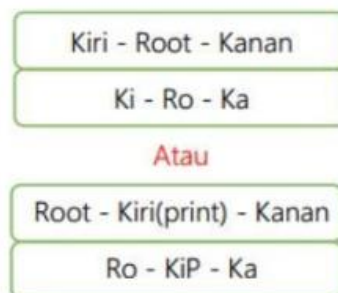 Kiri - Root - Kanan
Ki - Ro - Ka
Atau
Root - Kiri(print) - Kanan
Ro - KiP - Ka